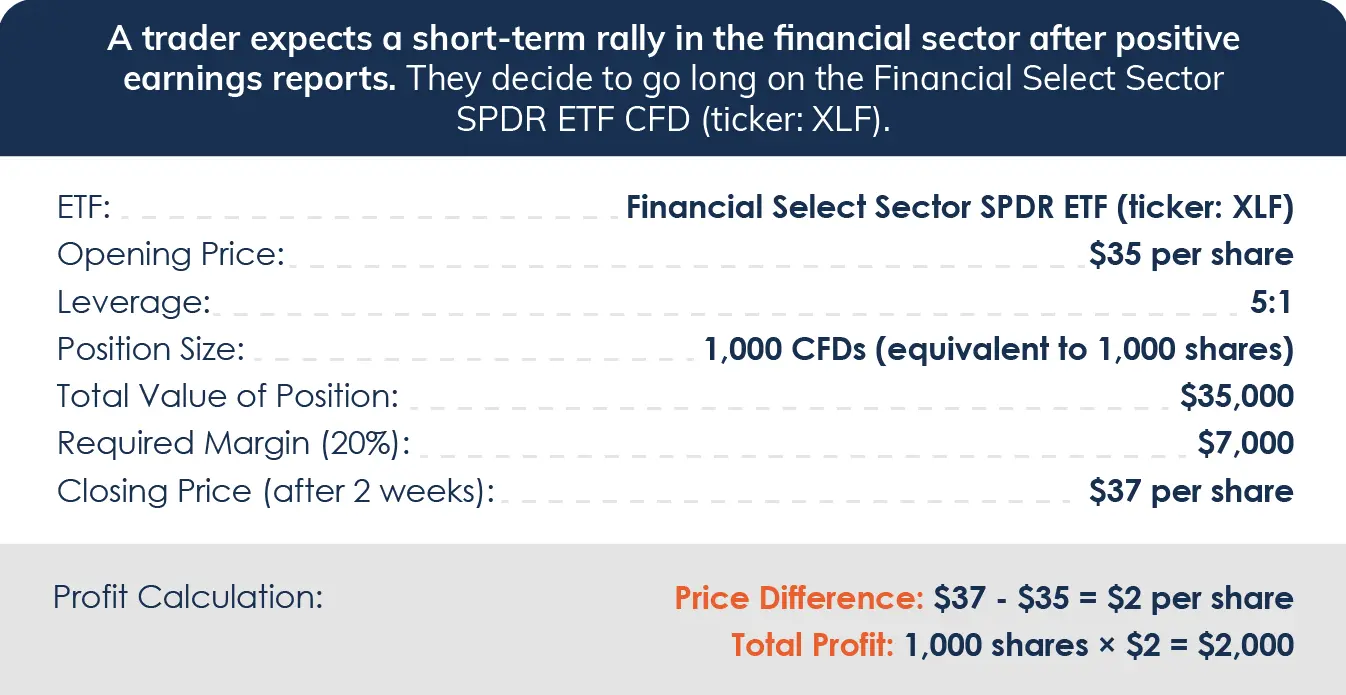 A trader expects a short-term rally in the financial sector after positive
earnings reports. They decide to go long on the Financial Select Sector
SPDR ETF CFD (ticker: XLF).
ETF: Financial Select Sector SPDR ETF (ticker: XLF)
Opening Price: $35 per share
Leverage: 5:1
Position Size: 1,000 CFDs (equivalent to 1,000 shares)
Total Value of Position: $35,000
Required Margin (20%): $7,000
Closing Price (after 2 weeks): $37 per share
Profit Calculation: Price Difference: $37 - $35 = $2 per share
Total Profit: 1,000 shares × $2 = $2,000